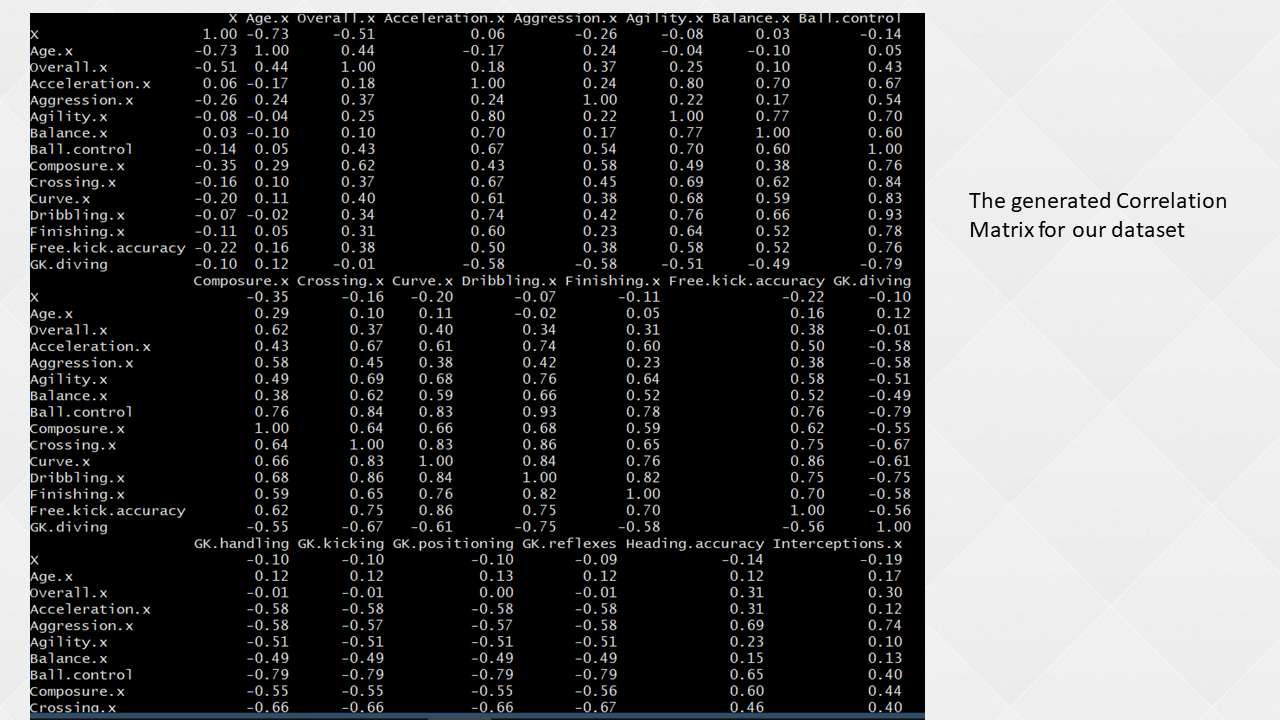 X Age.x Overall.x Acceleration.x Aggression.x Agility.x Balance.x Ball.control
X 1.00 -0.73 -0.51 0.06 -0.26 -0.08 0.03 -0.14
Age.x -0.73 1.00 0.44 -0.17 0.24 -0.04 -0.10 0.05
Overall.x -0.51 0.44 1.00 0.18 0.37 0.25 0.10 0.43
Acceleration.x 0.06 -0.17 0.18 1.00 0.24 0.80 0.70 0.67
Aggression.x -0.26 0.24 0.37 0.24 1.00 0.22 0.17 0.54
Agility.x -0.08 -0.04 0.25 0.80 0.22 1.00 0.77 0.70
Balance.x 0.03 -0.10 0.10 0.70 0.17 0.77 1.00 0.60
Ball.control -0.14 0.05 0.43 0.67 0.54 0.70 0.60 1.00
Composure.x -0.35 0.29 0.62 0.43 0.58 0.49 0.38 0.76
Crossing.x -0.16 0.10 0.37 0.67 0.45 0.69 0.62 0.84
Curve.x -0.20 0.11 0.40 0.61 0.38 0.68 0.59 0.83
Dribbling.x -0.07 -0.02 0.34 0.74 0.42 0.76 0.66 0.93
Finishing.x -0.11 0.05 0.31 0.60 0.23 0.64 0.52 0.78
Free.kick.accuracy -0.22 0.16 0.38 0.50 0.38 0.58 0.52 0.76
GK.diving -0.10 0.12 -0.01 -0.58 -0.58 -0.51 -0.49 -0.79
Composure.x Crossing.x Curve.x Dribbling.x Finishing.x Free.kick.accuracy GK.diving
X -0.35 -0.16 -0.20 -0.07 -0.11 -0.22 -0.10
Age.x 0.29 0.10 0.11 -0.02 0.05 0.16 0.12
Overall.x 0.62 0.37 0.40 0.34 0.31 0.38 -0.01
Acceleration.x 0.43 0.67 0.61 0.74 0.60 0.50 -0.58
Aggression.x 0.58 0.45 0.38 0.42 0.23 0.38 -0.58
Agility.x 0.49 0.69 0.68 0.76 0.64 0.58 -0.51
Balance.x 0.38 0.62 0.59 0.66 0.52 0.52 -0.49
Ball.control 0.76 0.84 0.83 0.93 0.78 0.76 -0.79
Composure.x 1.00 0.64 0.66 0.68 0.59 0.62 -0.55
Crossing.x 0.64 1.00 0.83 0.86 0.65 0.75 -0.67
Curve.x 0.66 0.83 1.00 0.84 0.76 0.86 -0.61
Dribbling.x 0.68 0.86 0.84 1.00 0.82 0.75 -0.75
Finishing.x 0.59 0.65 0.76 0.82 1.00 0.70 -0.58
Free.kick.accuracy 0.62 0.75 0.86 0.75 0.70 1.00 -0.56
GK.diving -0.55 -0.67 -0.61 -0.75 -0.58 -0.56 1.00
GK.handling GK.kicking GK.positioning GK.reflexes Heading.accuracy Interceptions.x
X -0.10 -0.10 -0.10 -0.09 -0.14 -0.19
Age.x 0.12 0.12 0.13 0.12 0.12 0.17
Overall.x -0.01 -0.01 0.00 -0.01 0.31 0.30
Acceleration.x -0.58 -0.58 -0.58 -0.58 0.31 0.12
Aggression.x -0.58 -0.57 -0.57 -0.58 0.69 0.74
Agility.x -0.51 -0.51 -0.51 -0.51 0.23 0.10
Balance.x -0.49 -0.49 -0.49 -0.49 0.15 0.13
Ball.control -0.79 -0.79 -0.79 -0.79 0.65 0.40
Composure.x -0.55 -0.55 -0.55 -0.56 0.60 0.44
Crossing.x -0.66 -0.66 -0.66 -0.67 0.46 0.40
The generated Correlation
Matrix for our dataset